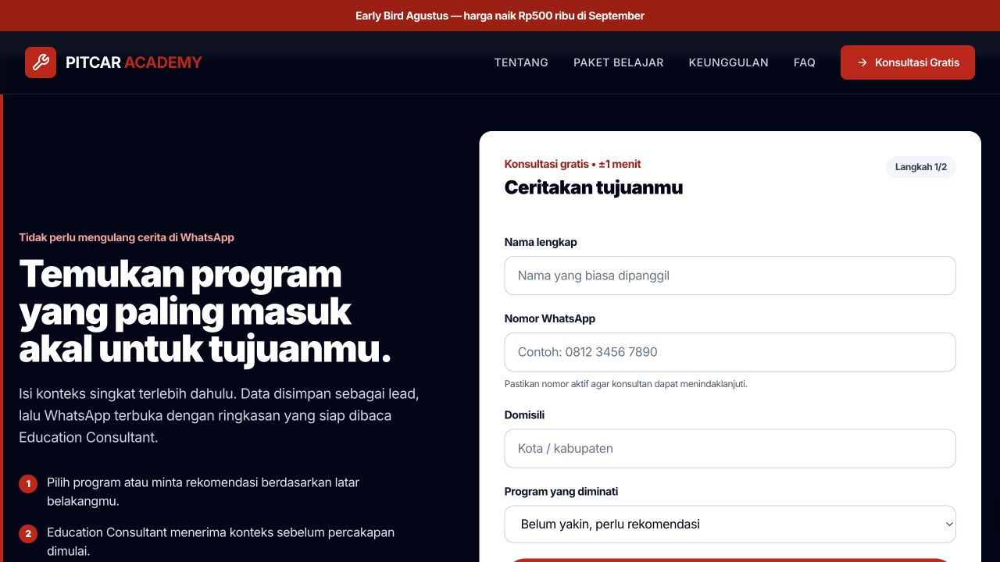 Early Bird Agustus — harga naik Rp500 ribu di September
PITCAR ACADEMY
TENTANG
PAKET BELAJAR
KEUNGGULAN
FAQ
Konsultasi Gratis
Tidak perlu mengulang cerita di WhatsApp
Temukan program
yang paling masuk
akal untuk tujuanmu.
Isi konteks singkat terlebih dahulu. Data disimpan sebagai lead,
lalu WhatsApp terbuka dengan ringkasan yang siap dibaca
Education Consultant.
1 Pilih program atau minta rekomendasi berdasarkan latar
belakangmu.
2 Education Consultant menerima konteks sebelum percakapan
dimulai.
Konsultasi gratis • ±1 menit
Langkah 1/2
Ceritakan tujuanmu
Nama lengkap
Nama yang biasa dipanggil
Nomor WhatsApp
Contoh: 0812 3456 7890
Pastikan nomor aktif agar konsultan dapat menindaklanjuti.
Domisili
Kota / kabupaten
Program yang diminati
Belum yakin, perlu rekomendasi